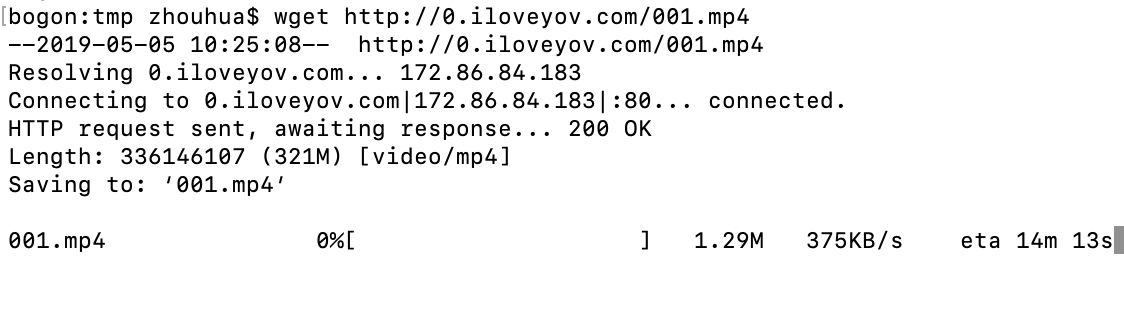 [bogon:tmp zhouhua$ wget http://0.iloveyov.com/001.mp4
--2019-05-05 10:25:08--  http://0.iloveyov.com/001.mp4
Resolving 0.iloveyov.com... 172.86.84.183
Connecting to 0.iloveyov.com|172.86.84.183|:80... connected.
HTTP request sent, awaiting response... 200 OK
Length: 336146107 (321M) [video/mp4]
Saving to: ‘001.mp4’
001.mp4               0%[                    ]   1.29M   375KB/s    eta 14m 13s